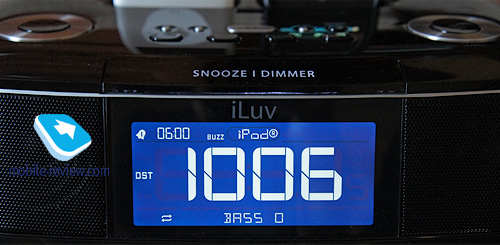 SNOOZE | DIMMER
iLuv
06:00 BUZZ iPod®
DST 1006
BASS 0
mobile-review.com